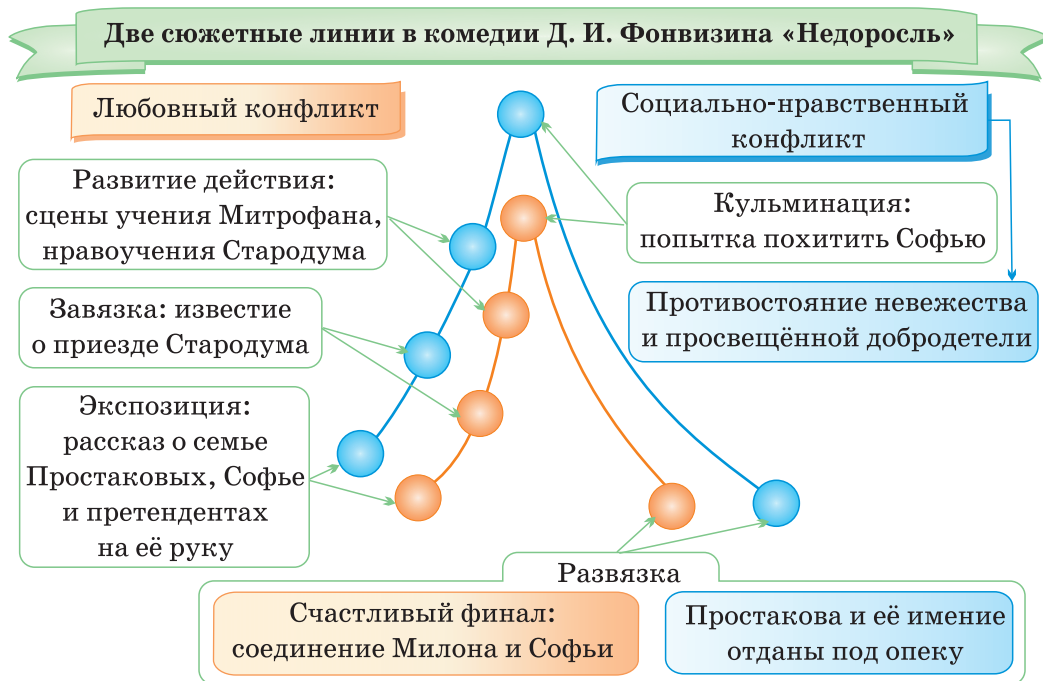 Две сюжетные линии в комедии Д. И. Фонвизина «Недоросль»
Любовный конфликт
Социально-нравственный
конфликт
Развитие действия:
сцены учения Митрофана,
нравоучения Стародума
Кульминация:
попытка похитить Софью
Завязка: известие
о приезде Стародума
Противостояние невежества
и просвещённой добродетели
Экспозиция:
рассказ о семье
Простаковых, Софье
и претендентах
на её руку
Развязка
Счастливый финал:
соединение Милона и Софьи
Простакова и её имение
отданы под опеку